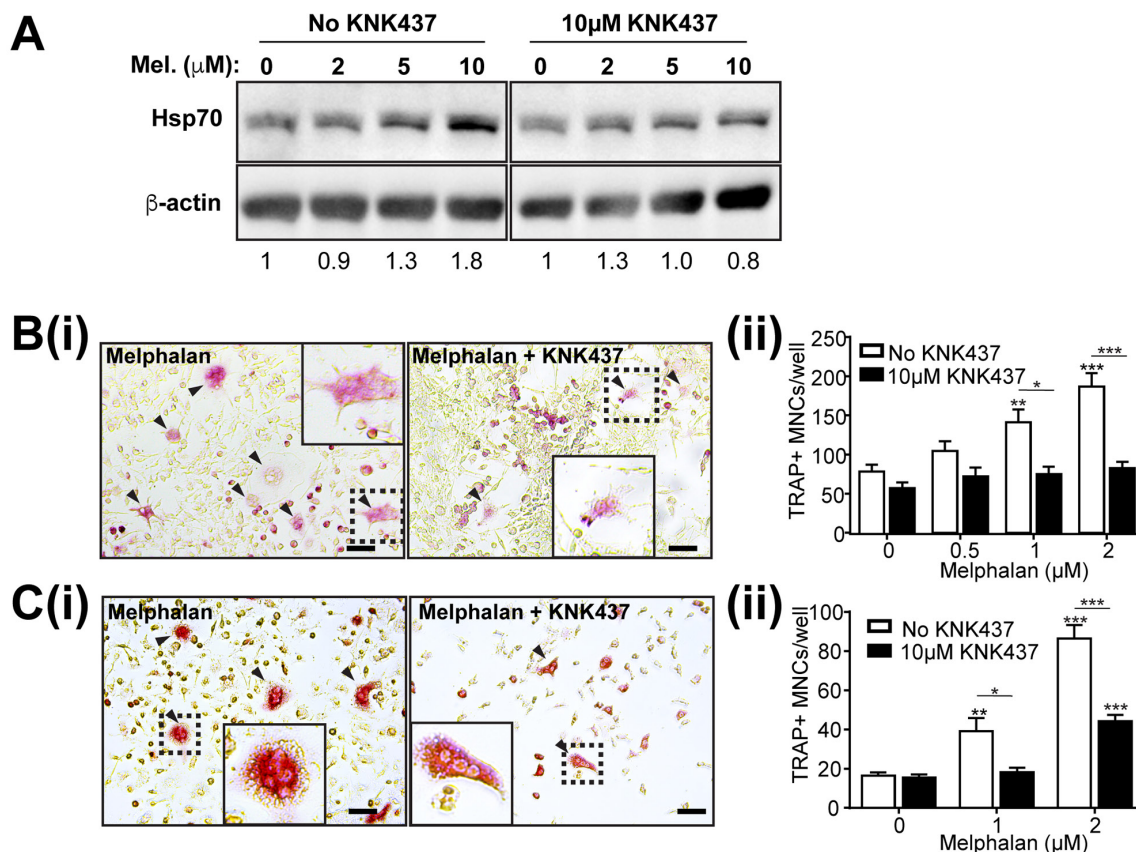 A
No KNK437 10µM KNK437
Mel. (µM): 0 2 5 10 0 2 5 10
Hsp70
β-actin
1 0.9 1.3 1.8 1 1.3 1.0 0.8
B(i)
Melphalan
Melphalan + KNK437
(ii)
TRAP+ MNCs/well
250
200
150
100
50
0
No KNK437
10µM KNK437
** * *** ***
0 0.5 1 2
Melphalan (µM)
C(i)
Melphalan
Melphalan + KNK437
(ii)
TRAP+ MNCs/well
100
80
60
40
20
0
No KNK437
10µM KNK437
** * *** *** ***
0 1 2
Melphalan (µM)